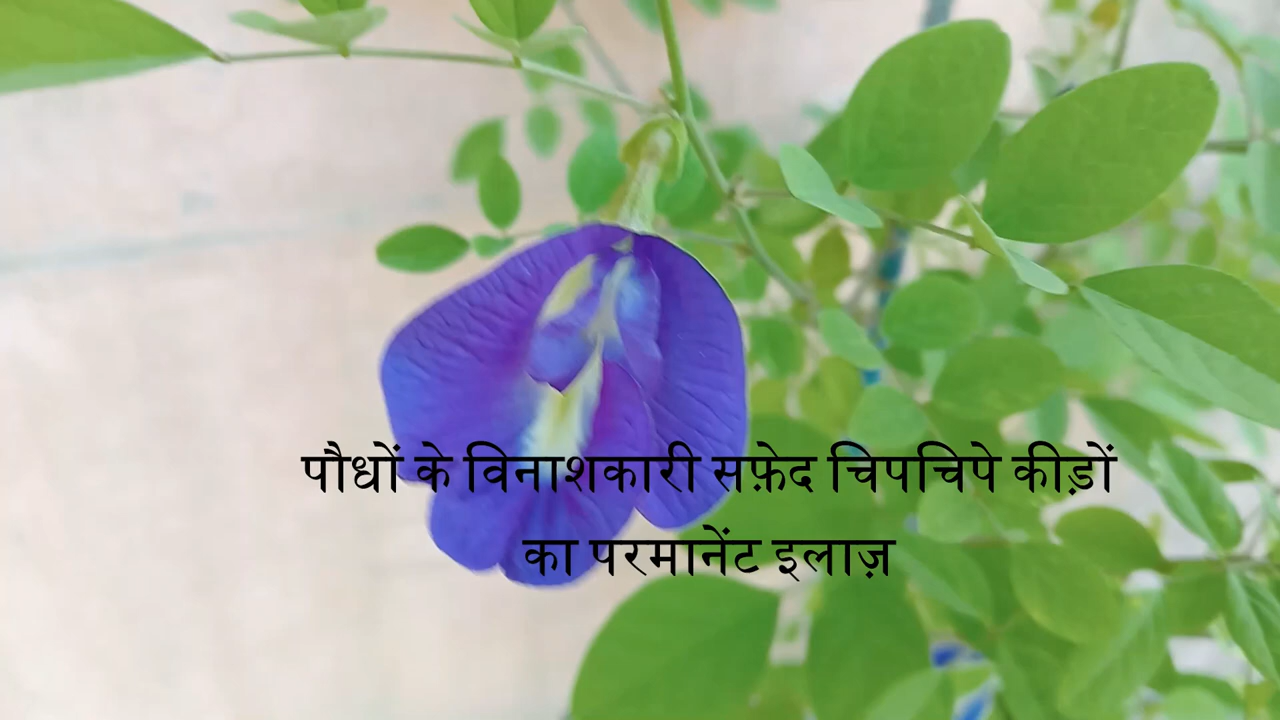 पौधों के विनाशकारी सफ़ेद चिपचिपे कीड़ों
का परमानेंट इलाज़